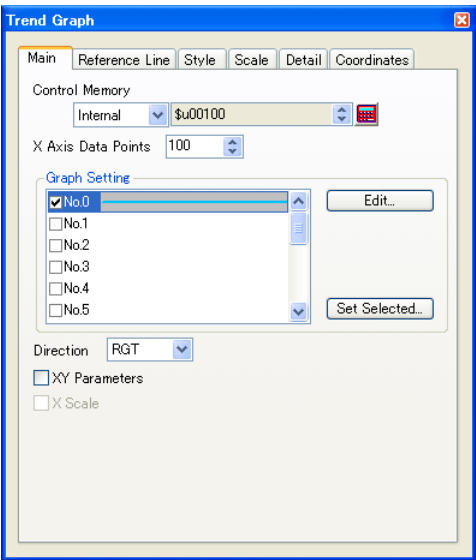 Trend Graph
Main Reference Line Style Scale Detail Coordinates
Control Memory
Internal $u00100
X Axis Data Points 100
Graph Setting
No.0 Edit...
No.1
No.2
No.3
No.4
No.5 Set Selected...
Direction RGT
XY Parameters
X Scale